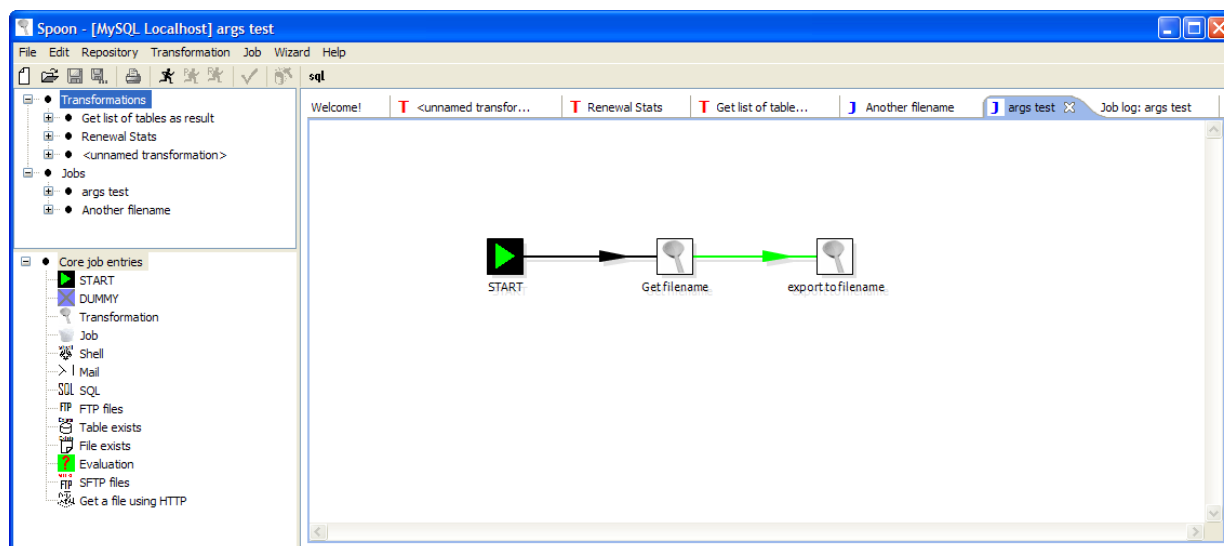 Spoon - [MySQL Localhost] args test
File Edit Repository Transformation Job Wizard Help
sql
Transformations
Get list of tables as result
Renewal Stats
<unnamed transformation>
Jobs
args test
Another filename
Core job entries
START
DUMMY
Transformation
Job
Shell
Mail
SQL SQL
FTP FTP files
Table exists
File exists
? Evaluation
FTP SFTP files
Get a file using HTTP
Welcome! T <unnamed transfor... T Renewal Stats T Get list of table... J Another filename J args test Job log: args test
START Get filename export to filename